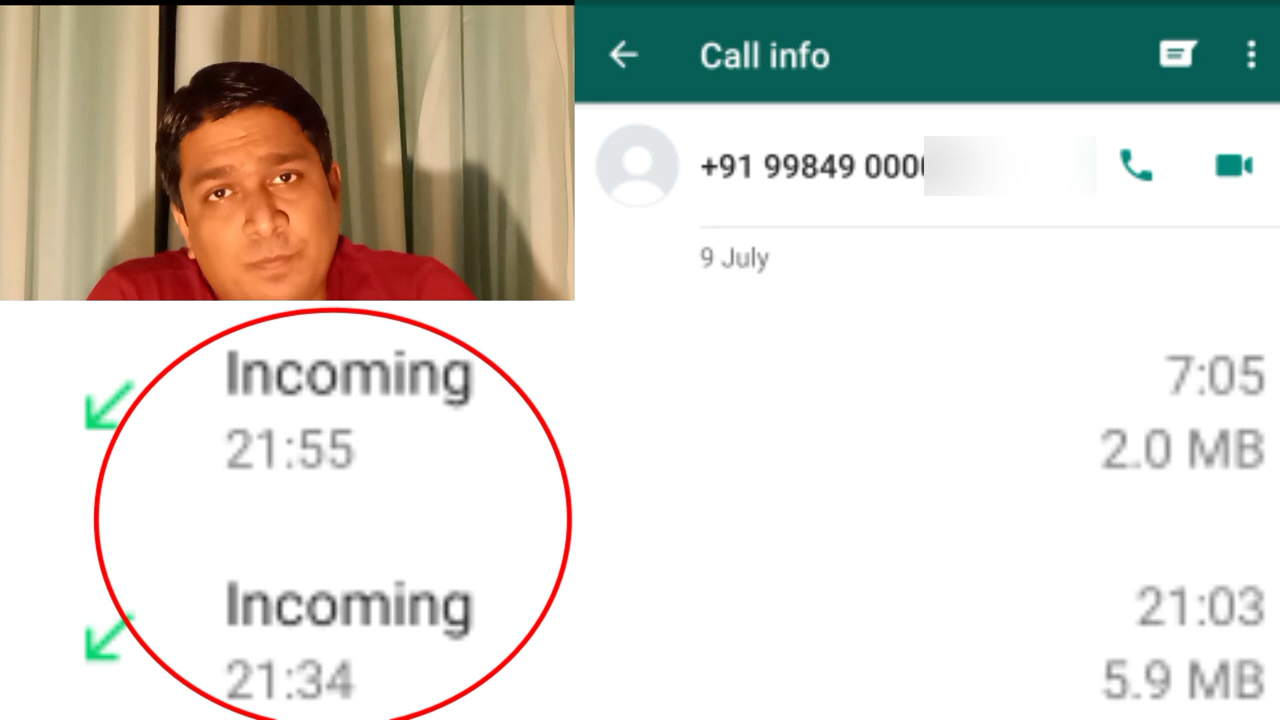 Call info
+91 99849 000
9 July
Incoming 7:05
21:55 2.0 MB
Incoming 21:03
21:34 5.9 MB